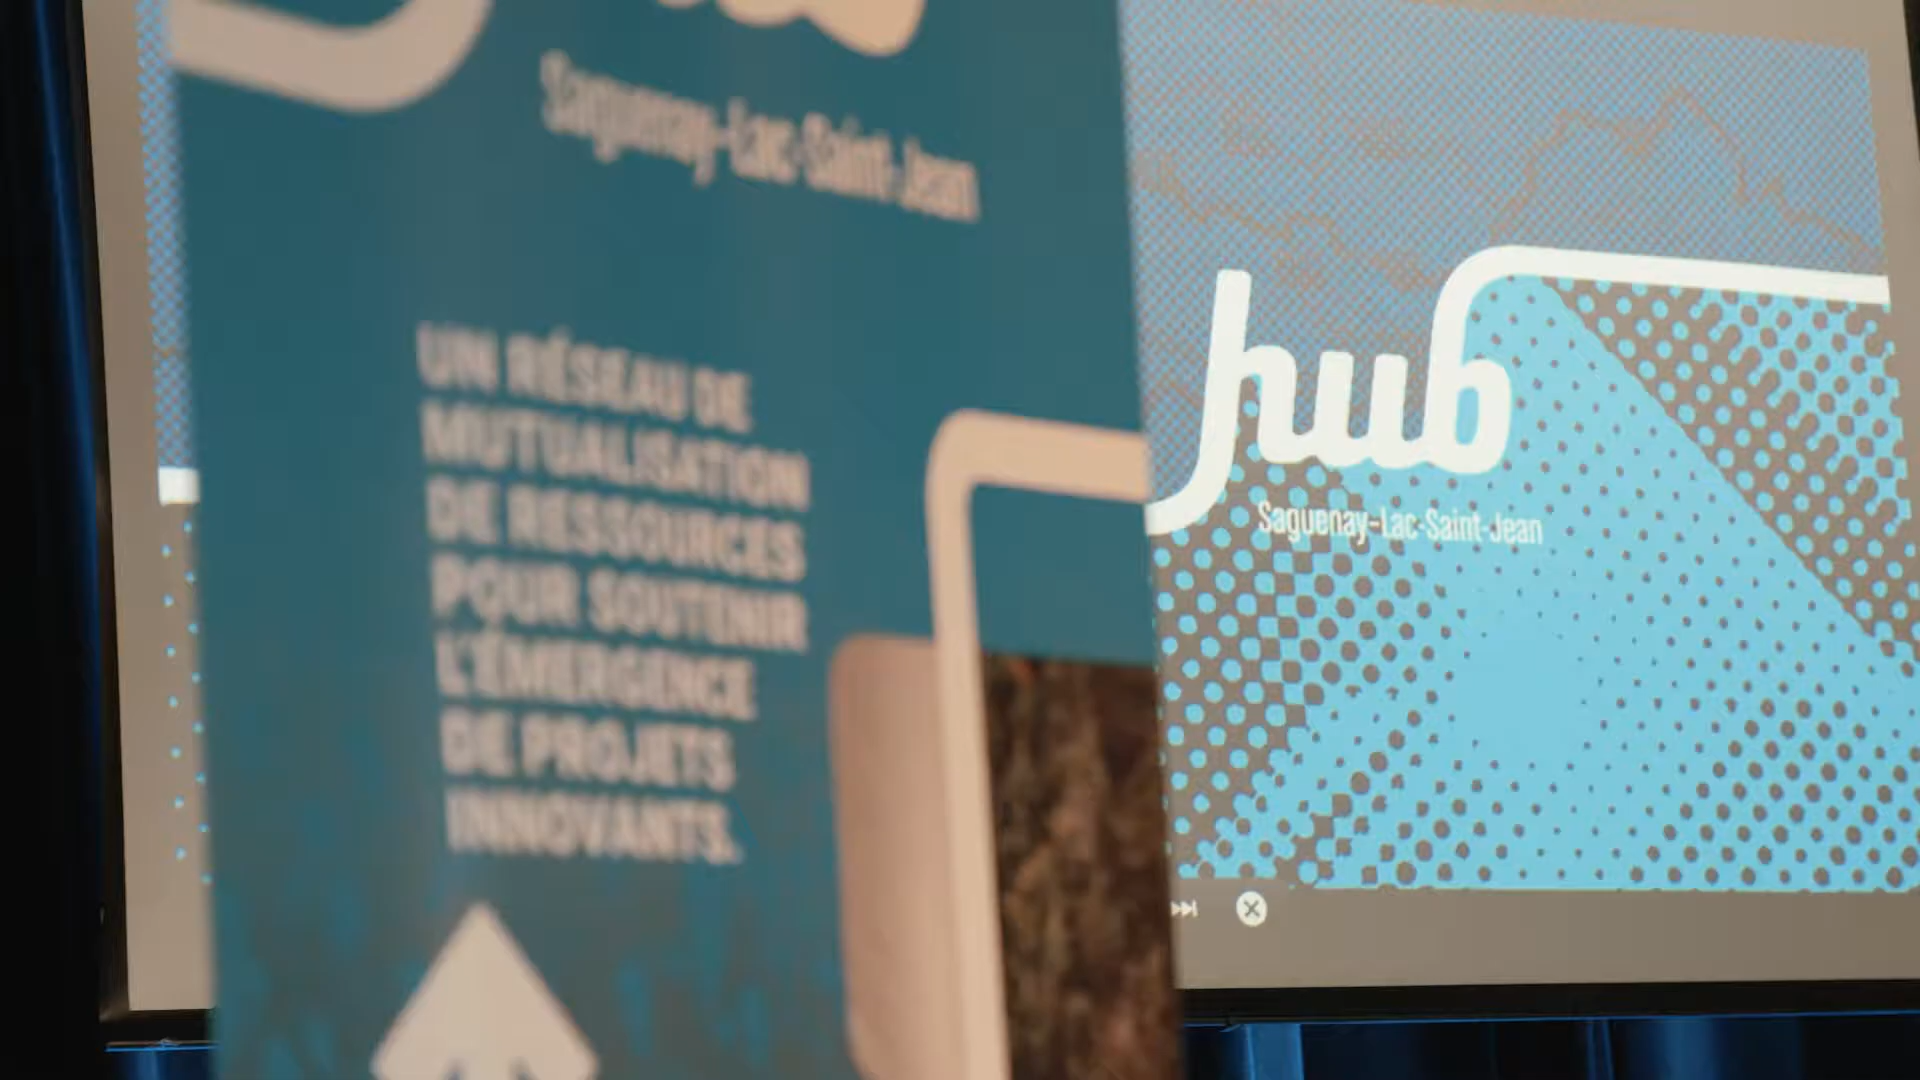 Saguenay-Lac-Saint-Jean
UN RÉSEAU DE
MUTUALISATION
DE RESSOURCES
POUR SOUTENIR
L'ÉMERGENCE
DE PROJETS
INNOVANTS.
hub
Saguenay-Lac-Saint-Jean